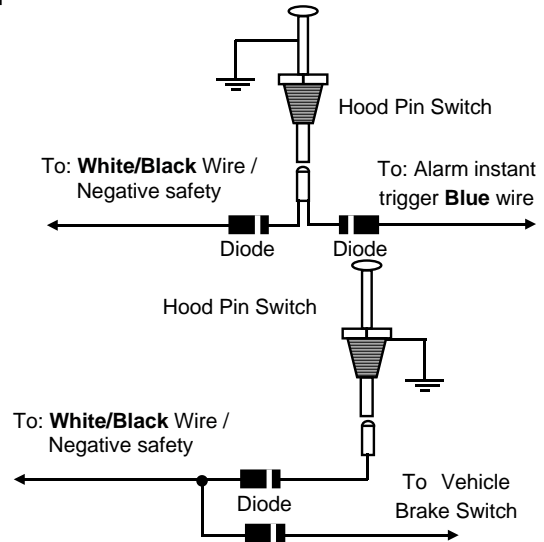 Hood Pin Switch
To: White/Black Wire /
Negative safety
To: Alarm instant
trigger Blue wire
Diode
Diode
Hood Pin Switch
To: White/Black Wire /
Negative safety
Diode
To Vehicle
Brake Switch